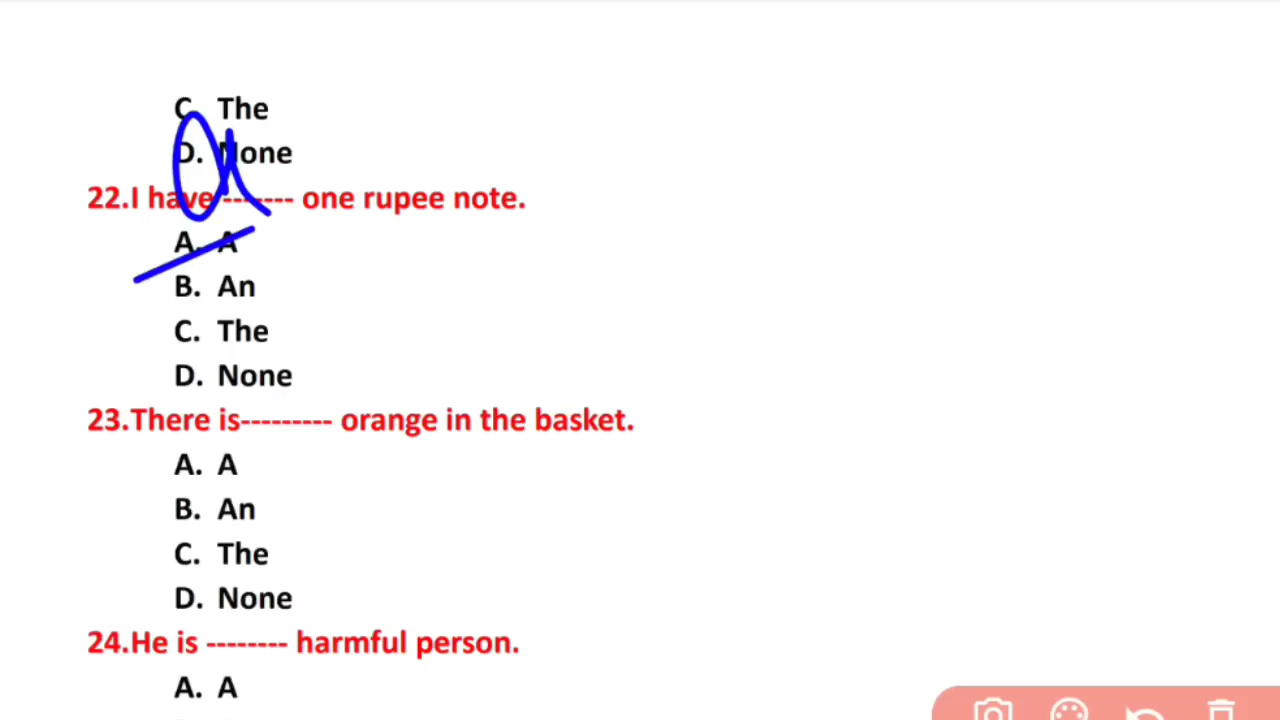 C. The
D. None
22.I have ------- one rupee note.
A. A
B. An
C. The
D. None
23.There is--------- orange in the basket.
A. A
B. An
C. The
D. None
24.He is -------- harmful person.
A. A